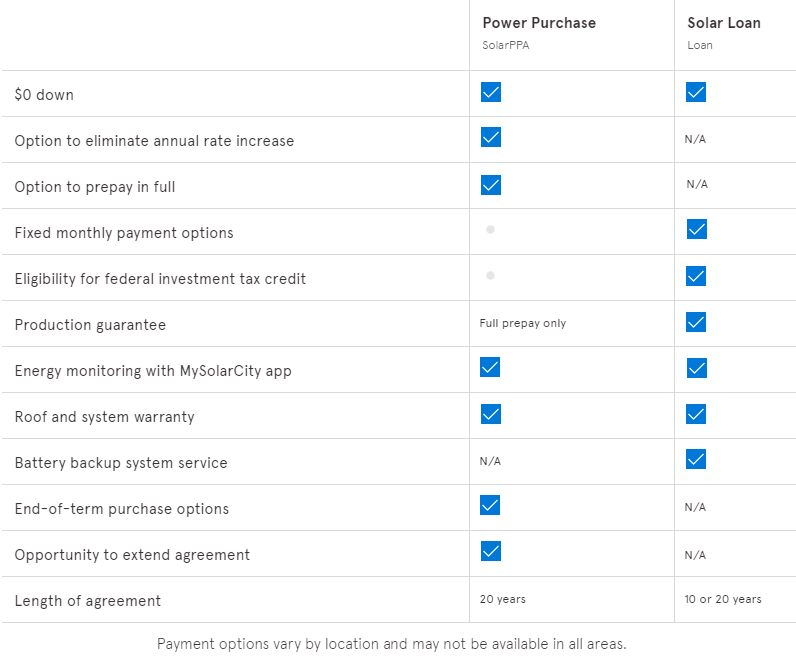 Power Purchase Solar Loan
SolarPPA Loan
$0 down
Option to eliminate annual rate increase N/A
Option to prepay in full N/A
Fixed monthly payment options
Eligibility for federal investment tax credit
Production guarantee Full prepay only
Energy monitoring with MySolarCity app
Roof and system warranty
Battery backup system service N/A
End-of-term purchase options N/A
Opportunity to extend agreement N/A
Length of agreement 20 years 10 or 20 years
Payment options vary by location and may not be available in all areas.